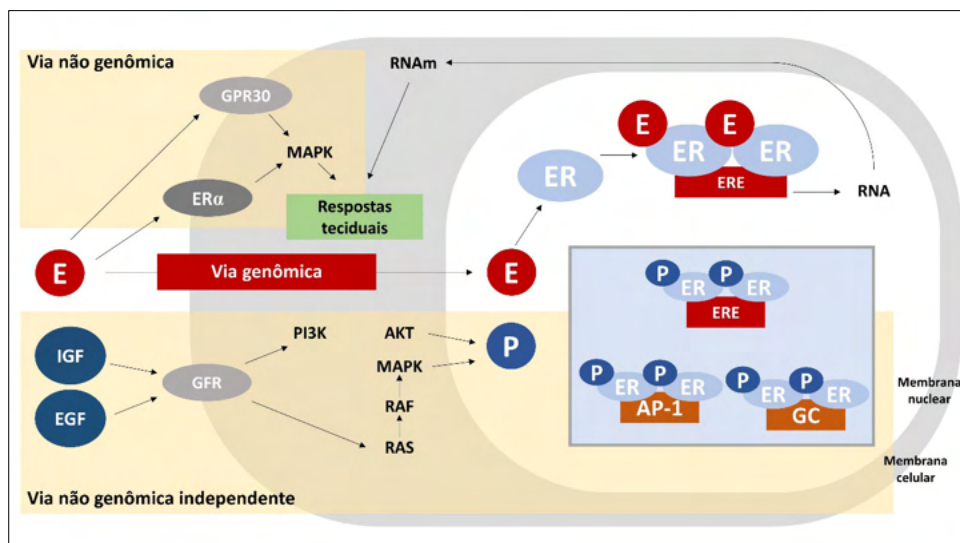 Via não genômica
RNAm
GPR30
MAPK
ERα
Respostas
teciduais
E
Via genômica
E
ER
E
E
ER
ER
ERE
RNA
IGF
EGF
GFR
PI3K
AKT
MAPK
RAF
RAS
P
P
P
ER
ER
ERE
P
P
ER
ER
AP-1
P
P
ER
ER
GC
Membrana
nuclear
Membrana
celular
Via não genômica independente